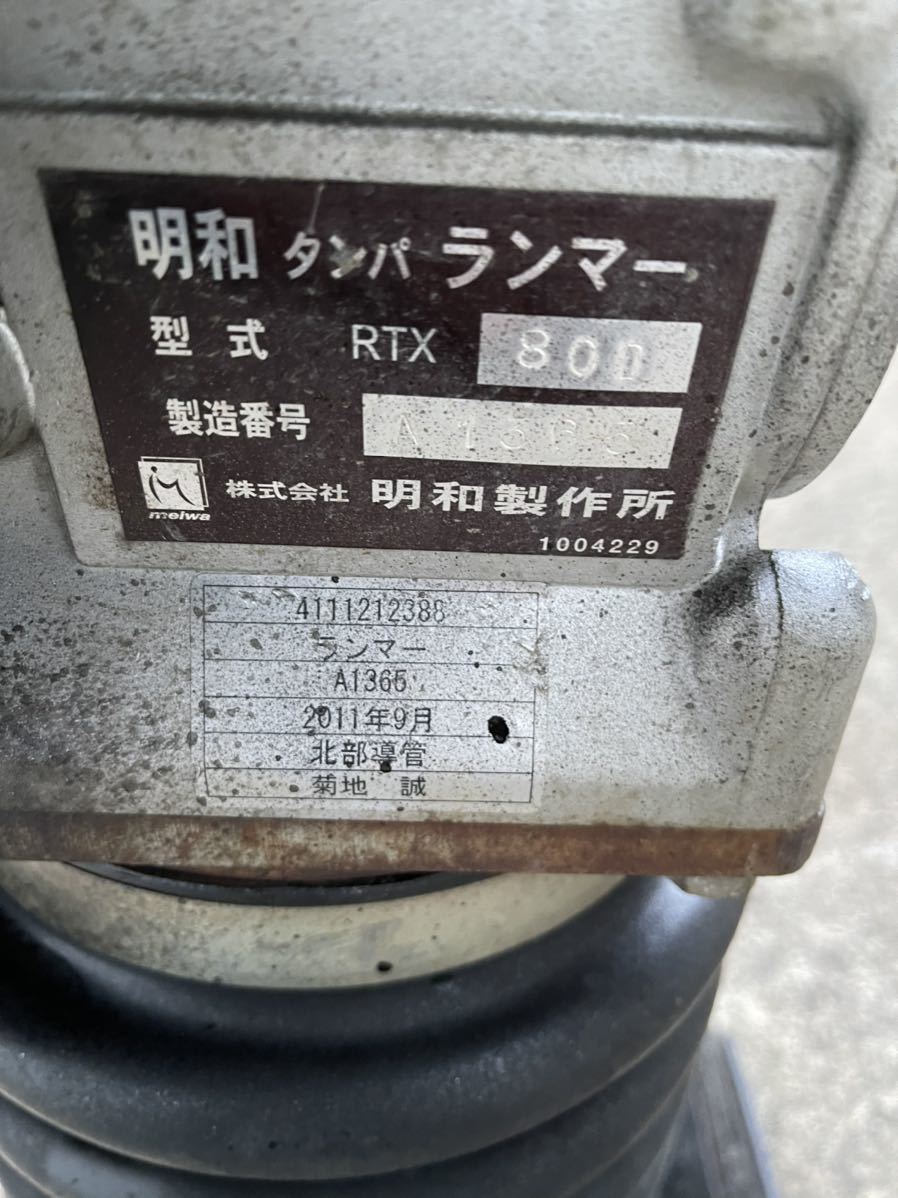 明和 タンパ ランマー
型式 RTX 80D
製造番号 A1365
meiwa 株式会社 明和製作所
1004229
4111212388
ランマー
A1365
2011年9月
北部導管
菊地 誠